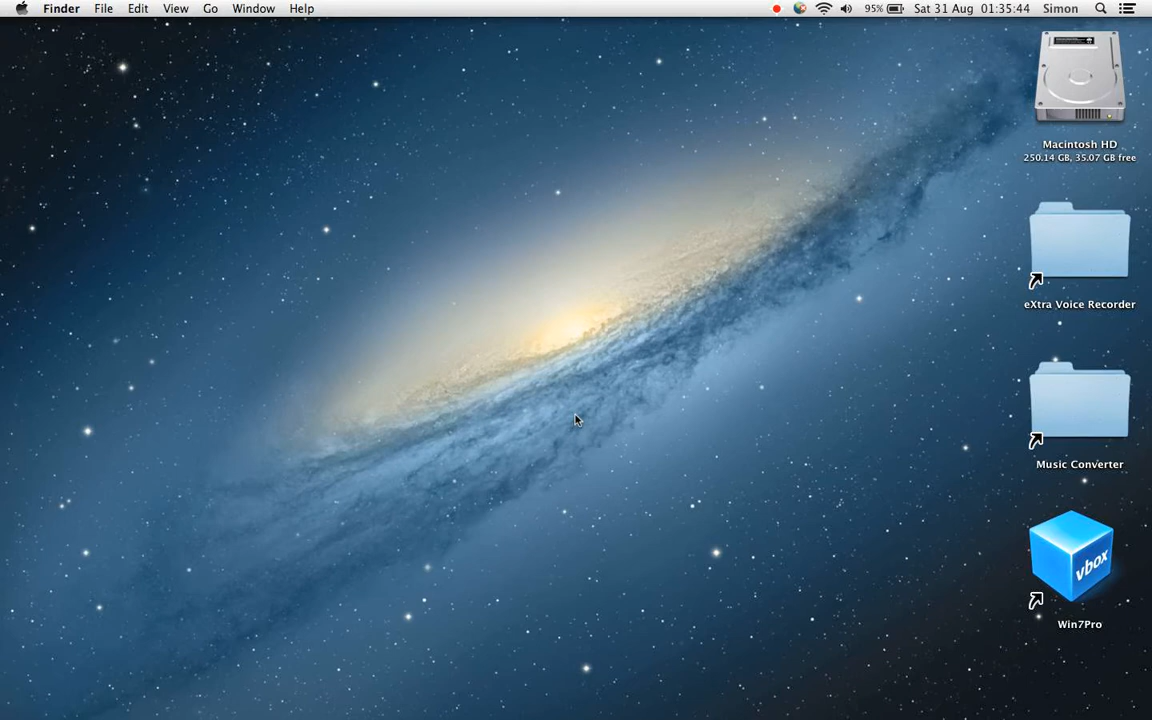 Finder File Edit View Go Window Help 95% Sat 31 Aug 01:35:44 Simon
Macintosh HD
250.14 GB, 35.07 GB free
eXtra Voice Recorder
Music Converter
vbox
Win7Pro